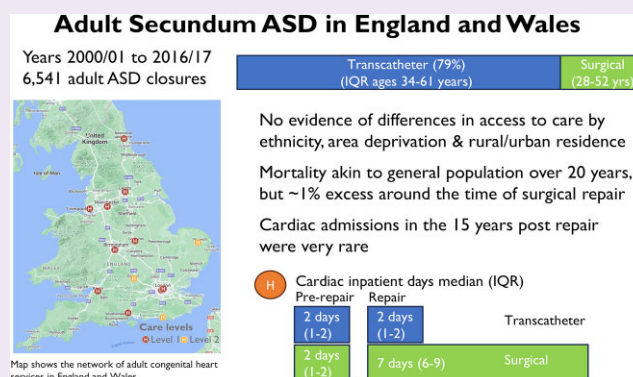 Adult Secundum ASD in England and Wales
Years 2000/01 to 2016/17
6,541 adult ASD closures
Transcatheter (79%)
(IQR ages 34-61 years)
Surgical
(28-52 yrs)
United
Kingdom
Isle of Man
ENGLAND
WALES
Care levels
Level 1 Level 2
Map shows the network of adult congenital heart
services in England and Wales
No evidence of differences in access to care by
ethnicity, area deprivation & rural/urban residence
Mortality akin to general population over 20 years,
but ~1% excess around the time of surgical repair
Cardiac admissions in the 15 years post repair
were very rare
H
Cardiac inpatient days median (IQR)
Pre-repair
Repair
2 days
(1-2)
2 days
(1-2)
Transcatheter
2 days
(1-2)
7 days (6-9)
Surgical